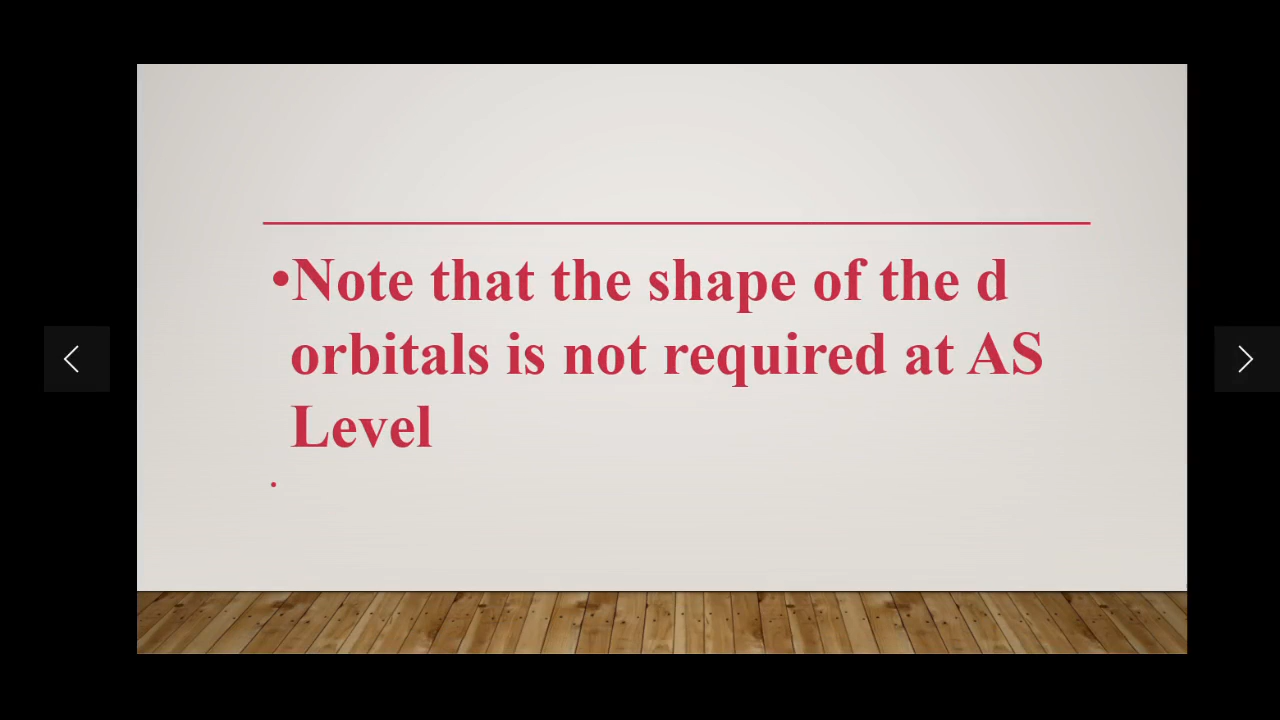 •Note that the shape of the d
orbitals is not required at AS
Level
•